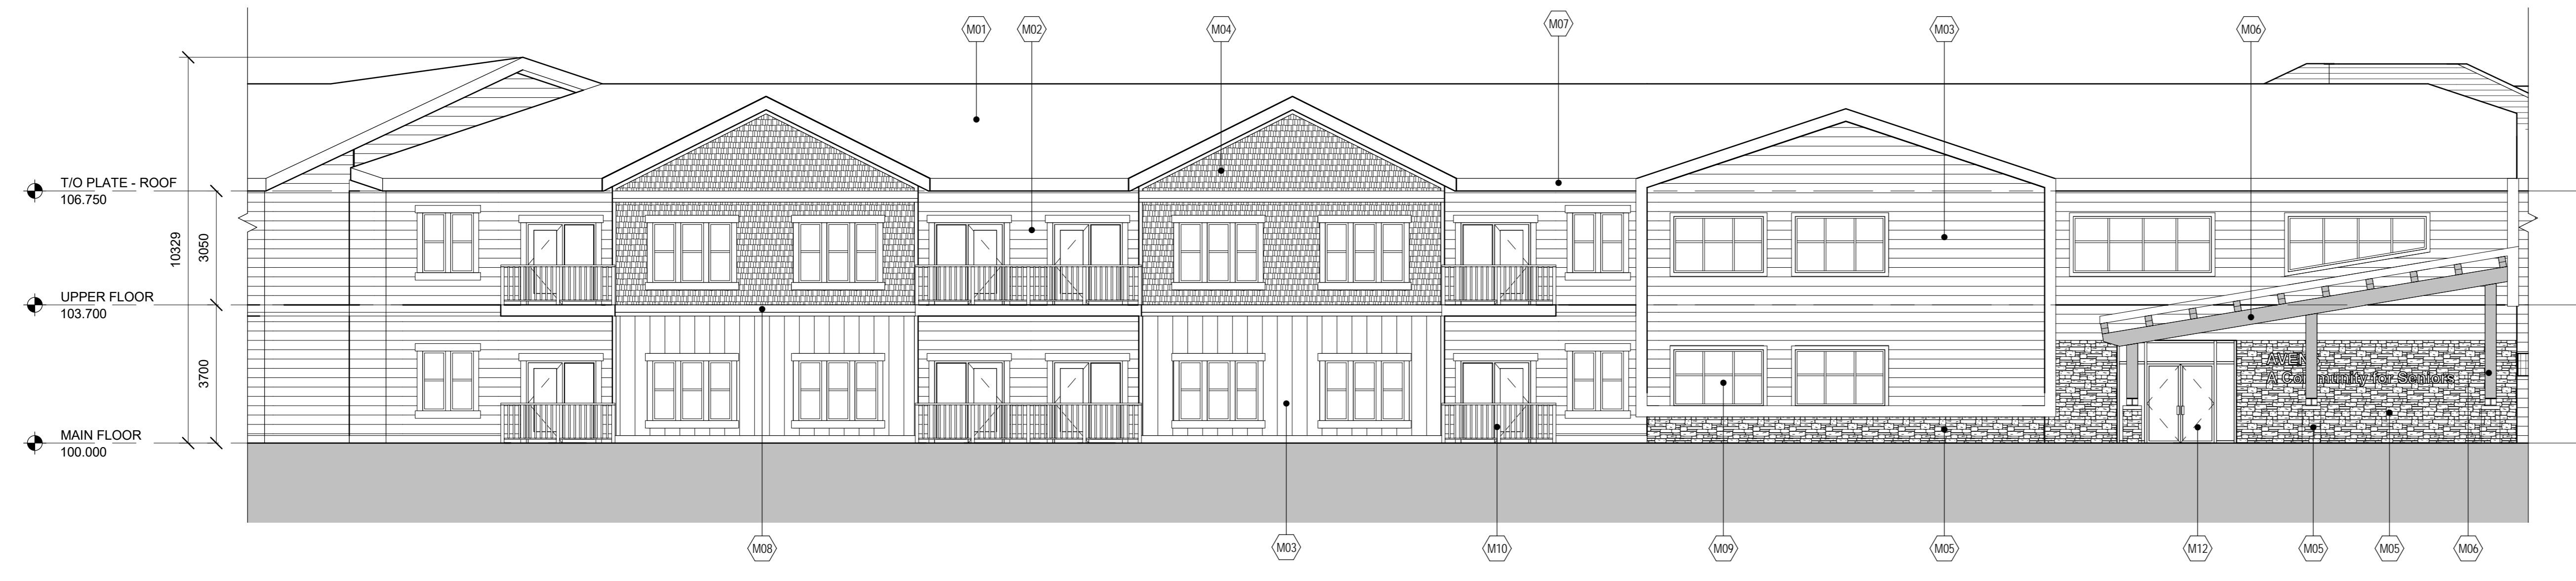 M01
M02
M04
M07
M03
M06
T/O PLATE - ROOF
106.750
10329
3050
UPPER FLOOR
103.700
3700
MAIN FLOOR
100.000
A Community for Seniors
M08
M03
M10
M09
M05
M12
M05
M05
M06